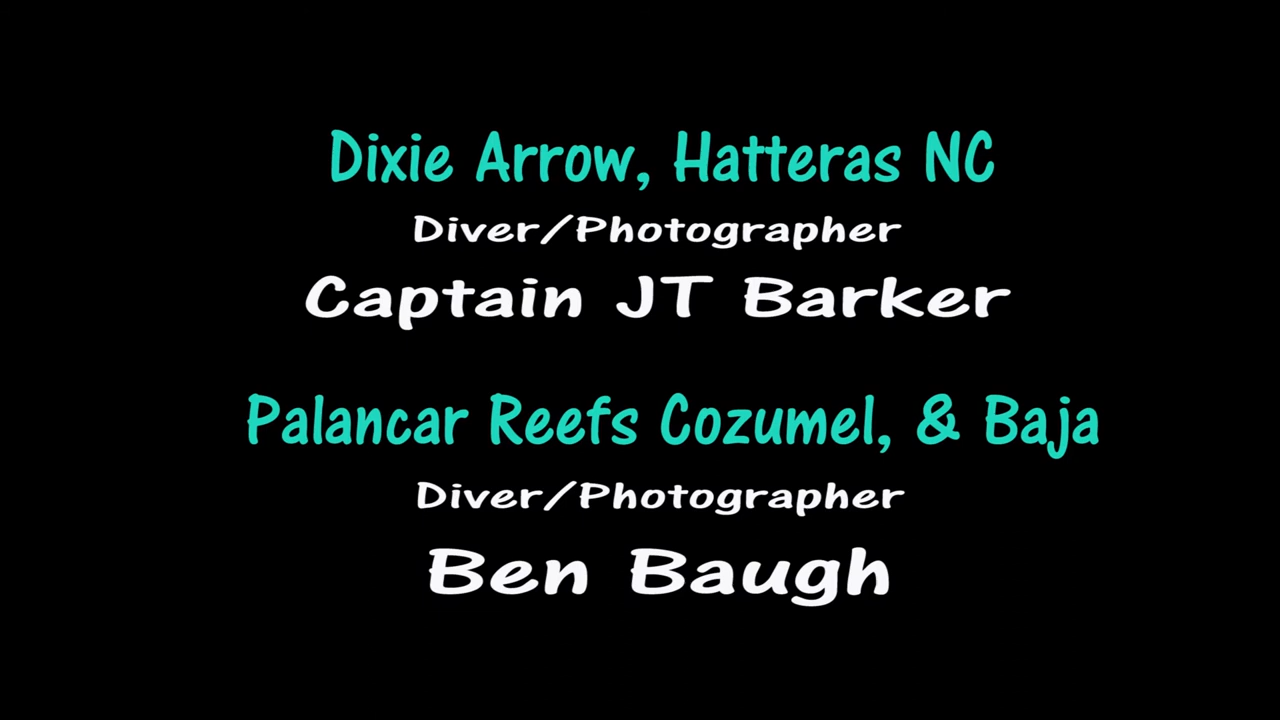 Dixie Arrow, Hatteras NC
Diver/Photographer
Captain JT Barker
Palancar Reefs Cozumel, & Baja
Diver/Photographer
Ben Baugh